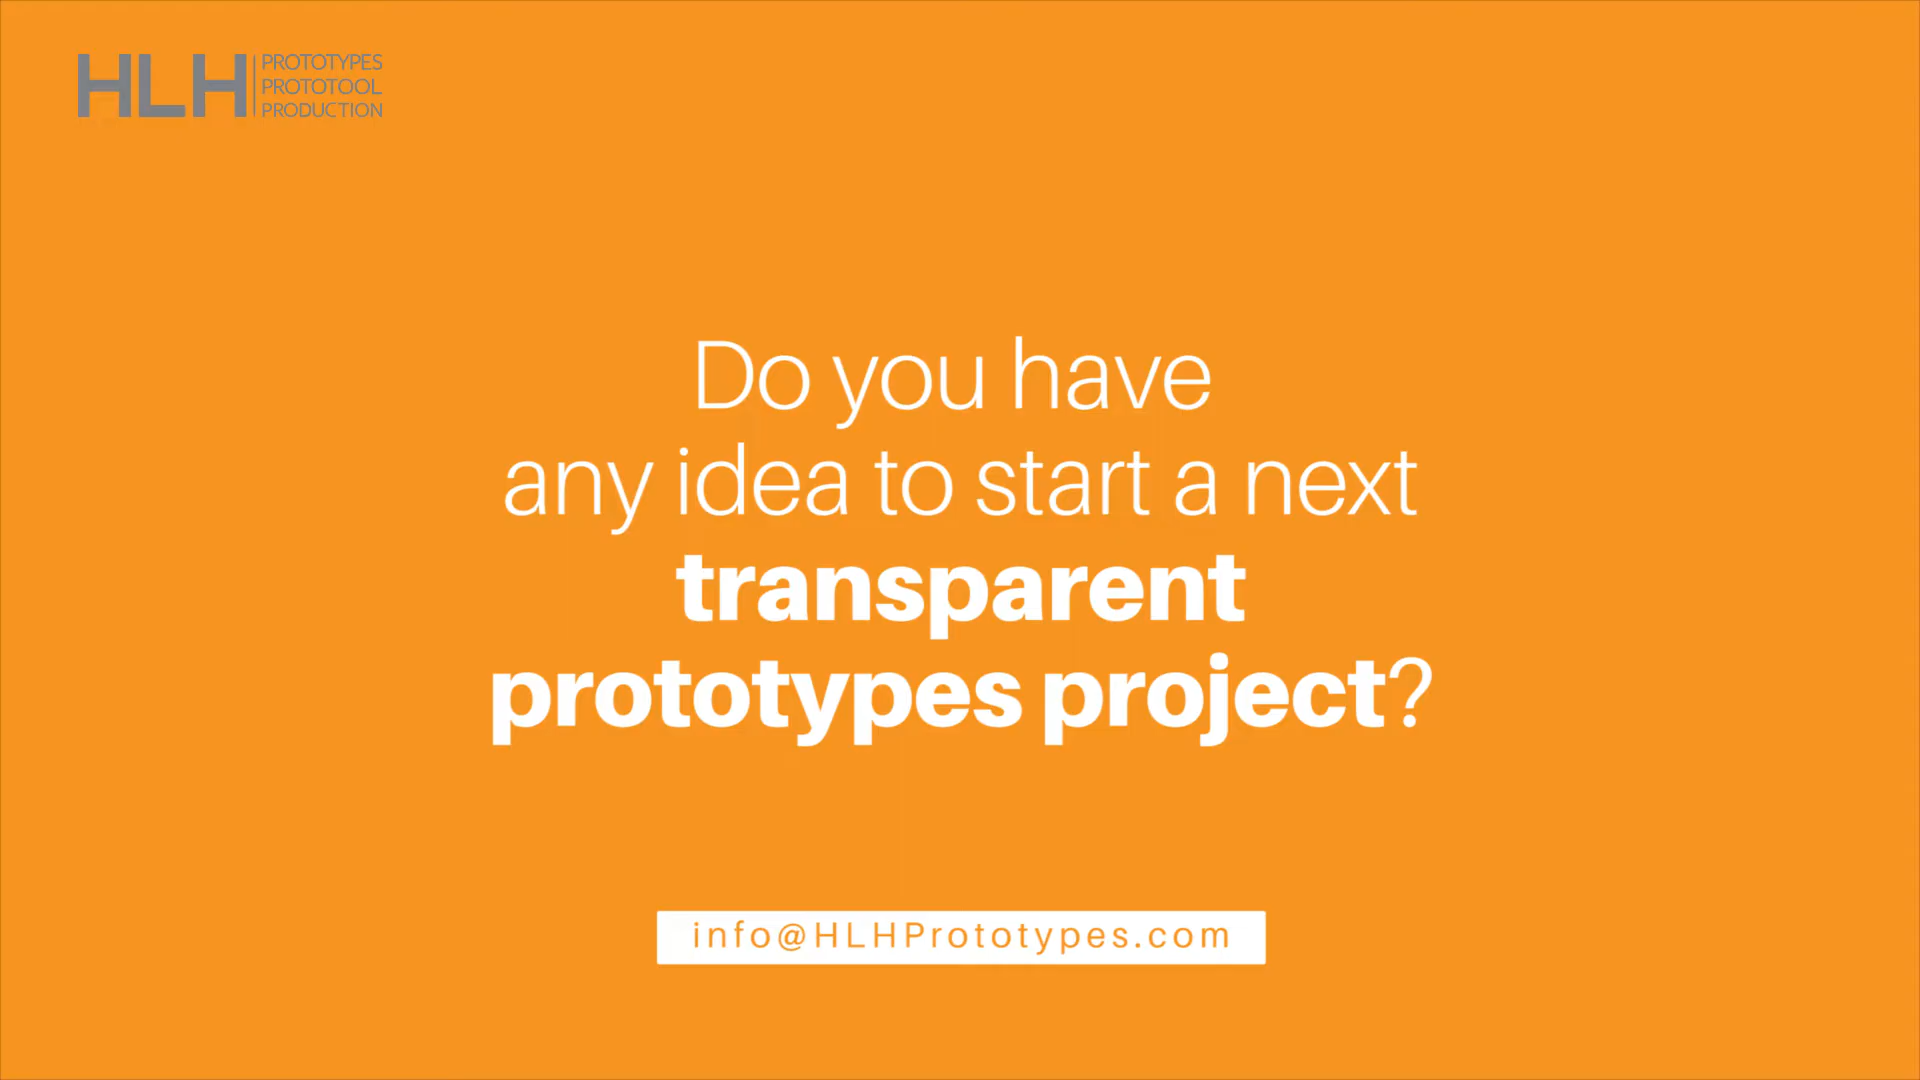 HLH
PROTOTYPES
PROTOTOOL
PRODUCTION
Do you have
any idea to start a next
transparent
prototypes project?
info@HLHPrototypes.com